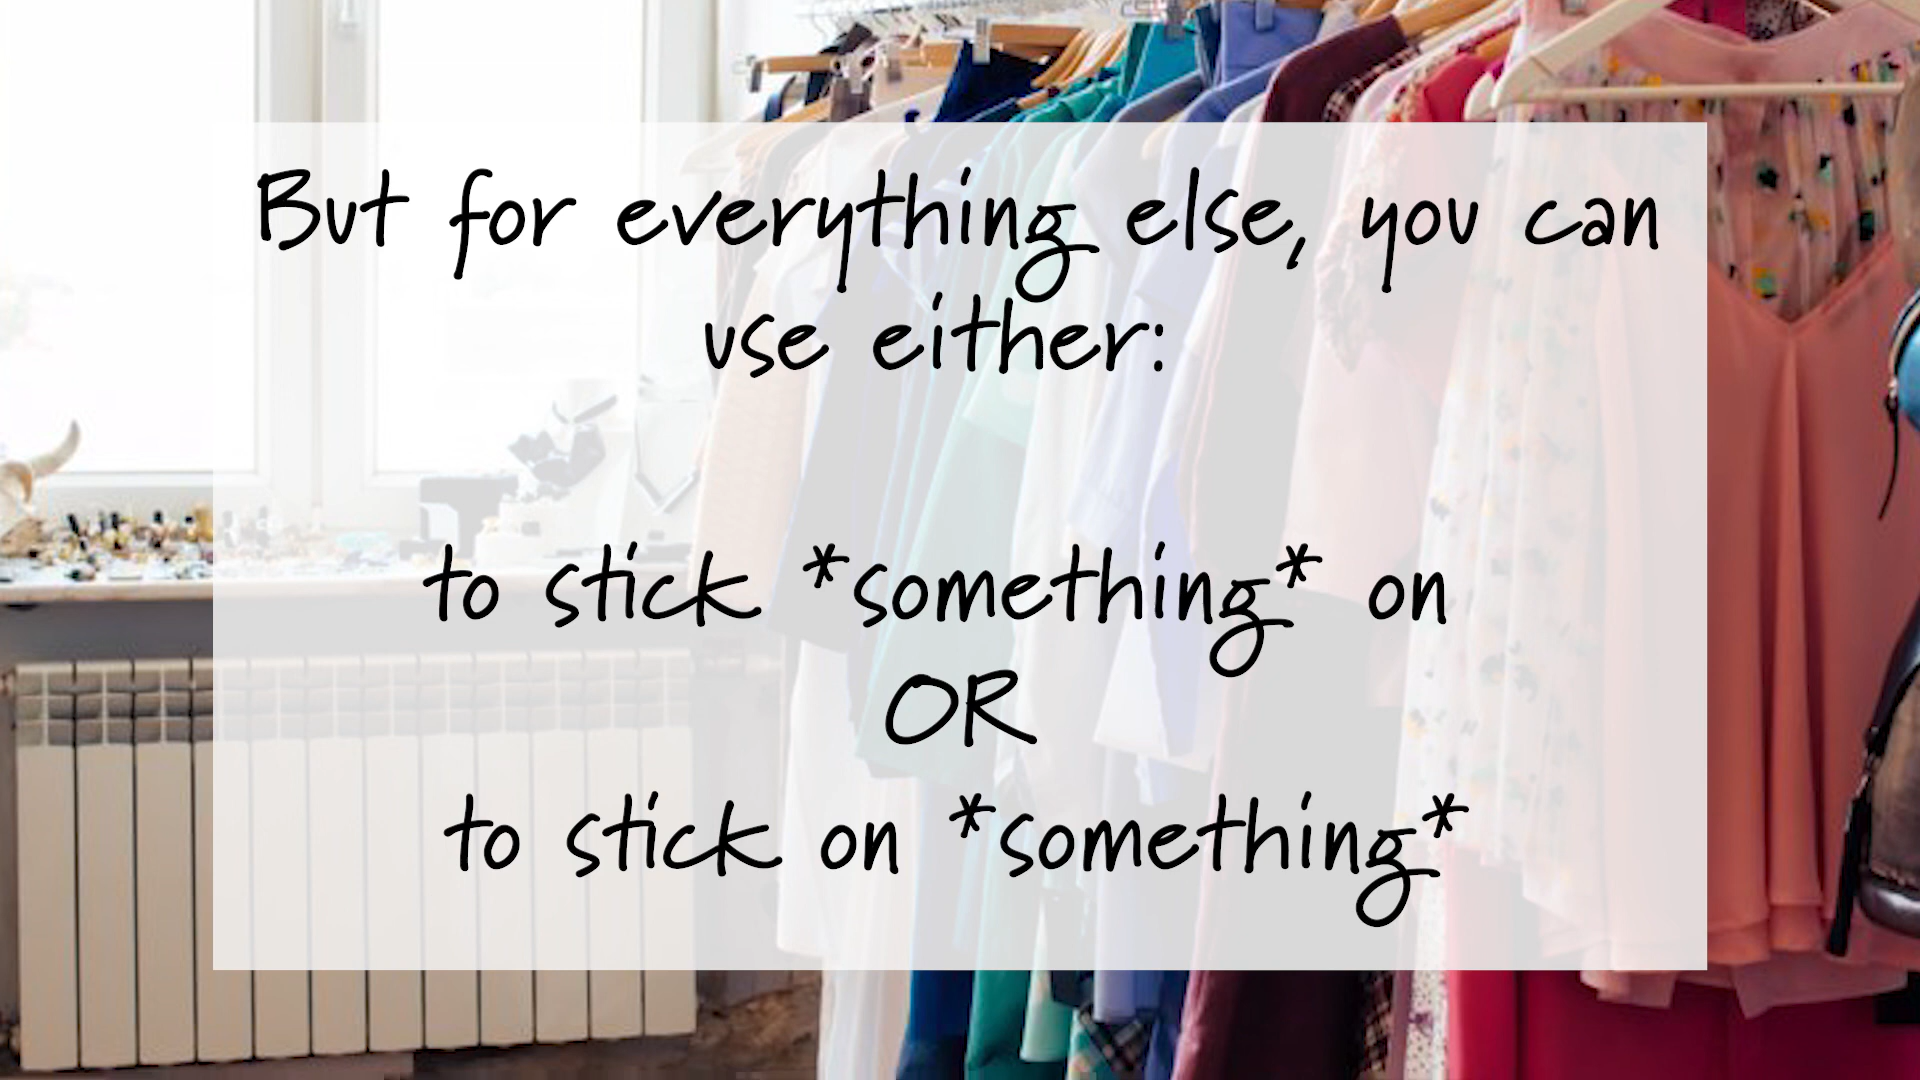 But for everything else, you can
use either:
to stick *something* on
OR
to stick on *something*